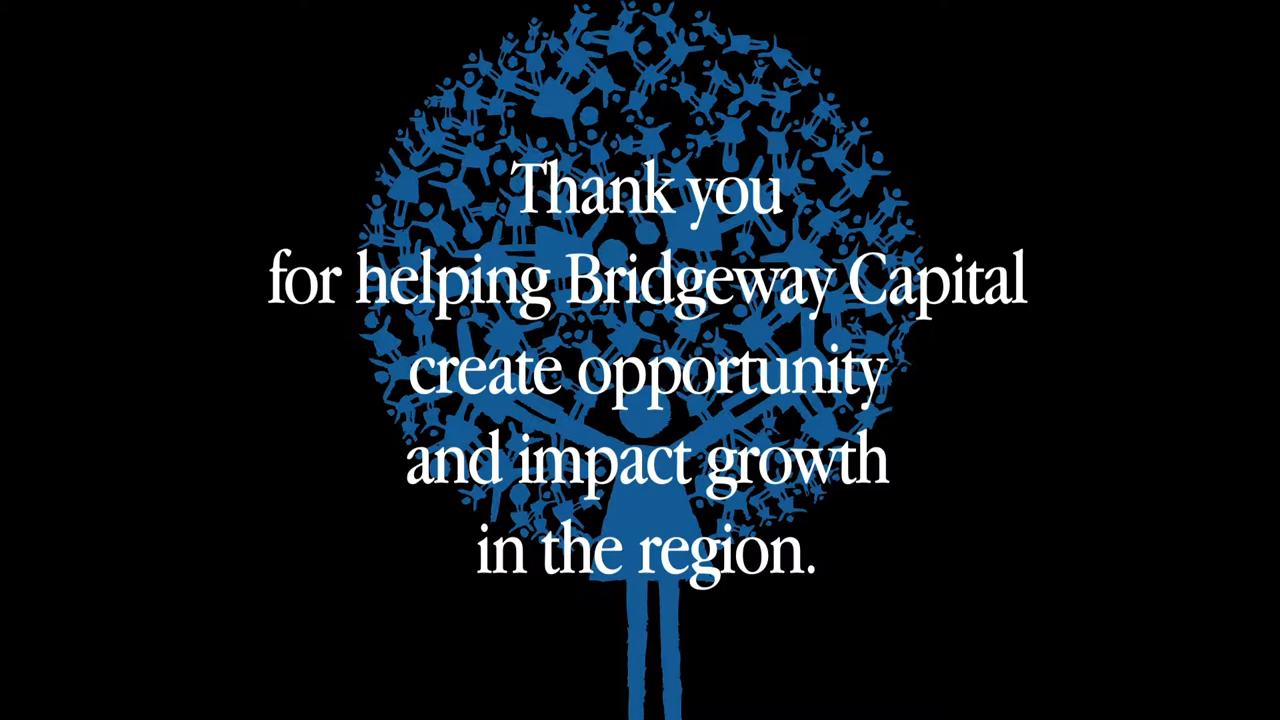 Thank you
for helping Bridgeway Capital
create opportunity
and impact growth
in the region.